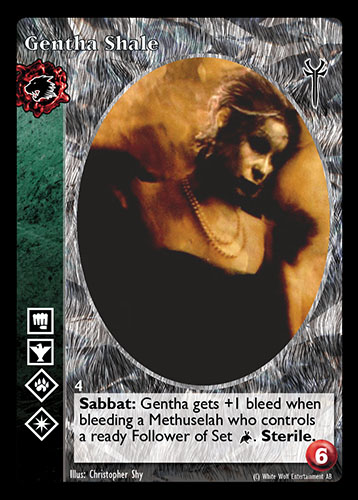 Gentha Shale
4
Sabbat: Gentha gets +1 bleed when
bleeding a Methuselah who controls
a ready Follower of Set . Sterile.
6
Illus: Christopher Shy
(C) White Wolf Entertainment AB